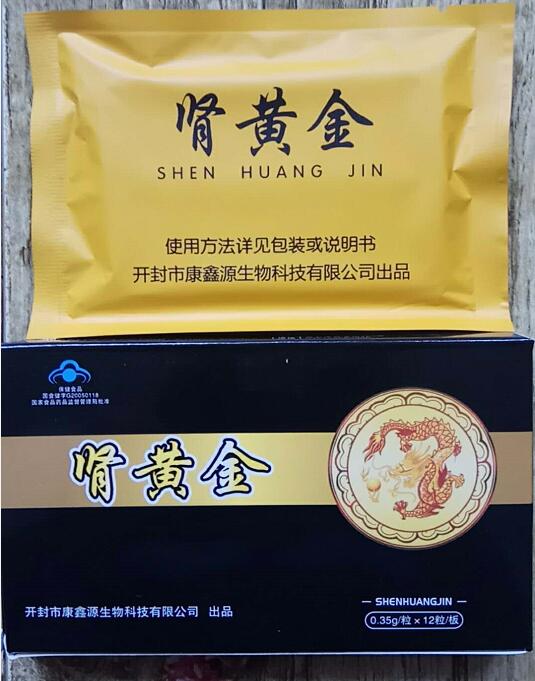 肾黄金
SHEN HUANG JIN
使用方法详见包装或说明书
开封市康鑫源生物科技有限公司出品
保健食品
国食健字G20050118
国家食品药品监督管理局批准
肾黄金
开封市康鑫源生物科技有限公司 出品
SHENHUANGJIN
0.35g/粒×12粒/板